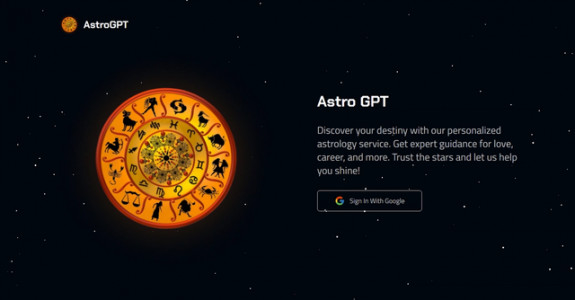 AstroGPT
Astro GPT
Discover your destiny with our personalized
astrology service. Get expert guidance for love,
career, and more. Trust the stars and let us help
you shine!
Sign In With Google